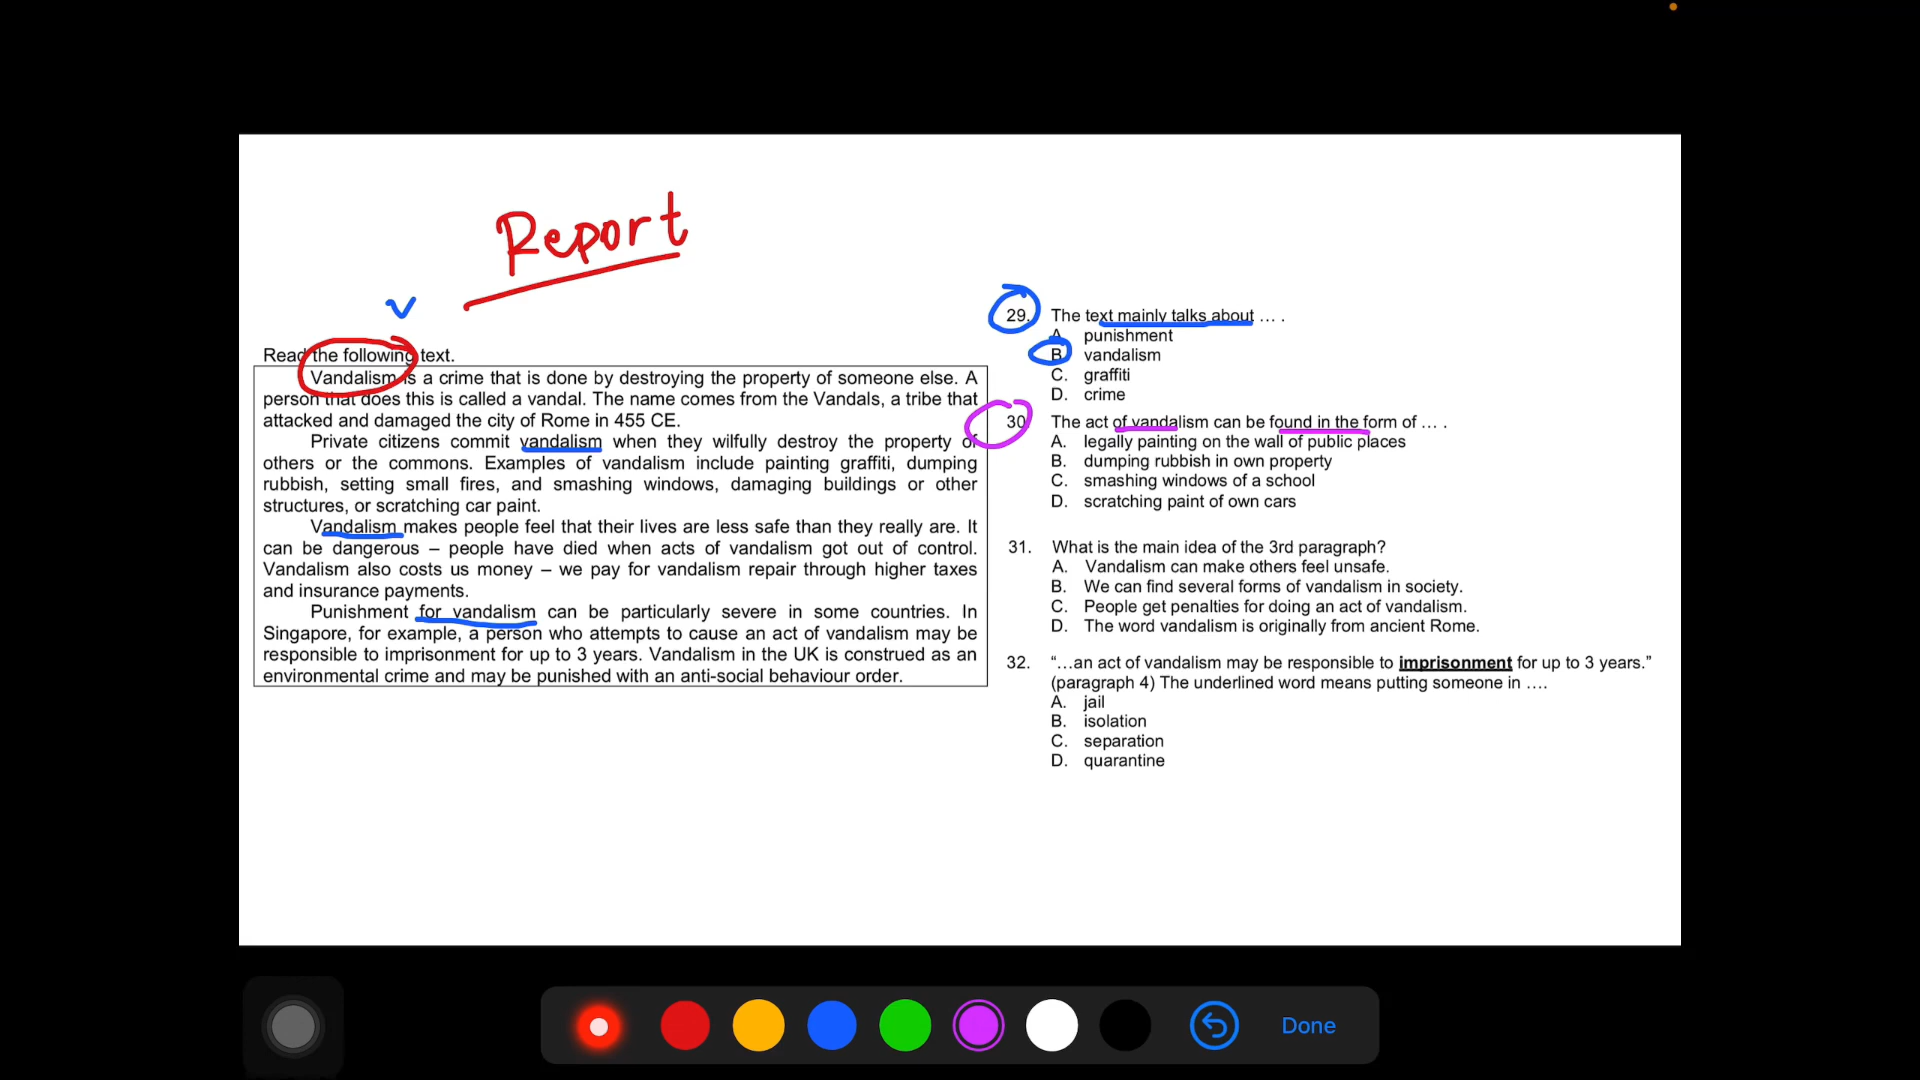 Report
v
Read the following text.
Vandalism is a crime that is done by destroying the property of someone else. A
person that does this is called a vandal. The name comes from the Vandals, a tribe that
attacked and damaged the city of Rome in 455 CE.
Private citizens commit vandalism when they wilfully destroy the property of
others or the commons. Examples of vandalism include painting graffiti, dumping
rubbish, setting small fires, and smashing windows, damaging buildings or other
structures, or scratching car paint.
Vandalism makes people feel that their lives are less safe than they really are. It
can be dangerous – people have died when acts of vandalism got out of control.
Vandalism also costs us money – we pay for vandalism repair through higher taxes
and insurance payments.
Punishment for vandalism can be particularly severe in some countries. In
Singapore, for example, a person who attempts to cause an act of vandalism may be
responsible to imprisonment for up to 3 years. Vandalism in the UK is construed as an
environmental crime and may be punished with an anti-social behaviour order.
29. The text mainly talks about … .
A. punishment
B. vandalism
C. graffiti
D. crime
30. The act of vandalism can be found in the form of … .
A. legally painting on the wall of public places
B. dumping rubbish in own property
C. smashing windows of a school
D. scratching paint of own cars
31. What is the main idea of the 3rd paragraph?
A. Vandalism can make others feel unsafe.
B. We can find several forms of vandalism in society.
C. People get penalties for doing an act of vandalism.
D. The word vandalism is originally from ancient Rome.
32. “…an act of vandalism may be responsible to imprisonment for up to 3 years.”
(paragraph 4) The underlined word means putting someone in ….
A. jail
B. isolation
C. separation
D. quarantine
Done